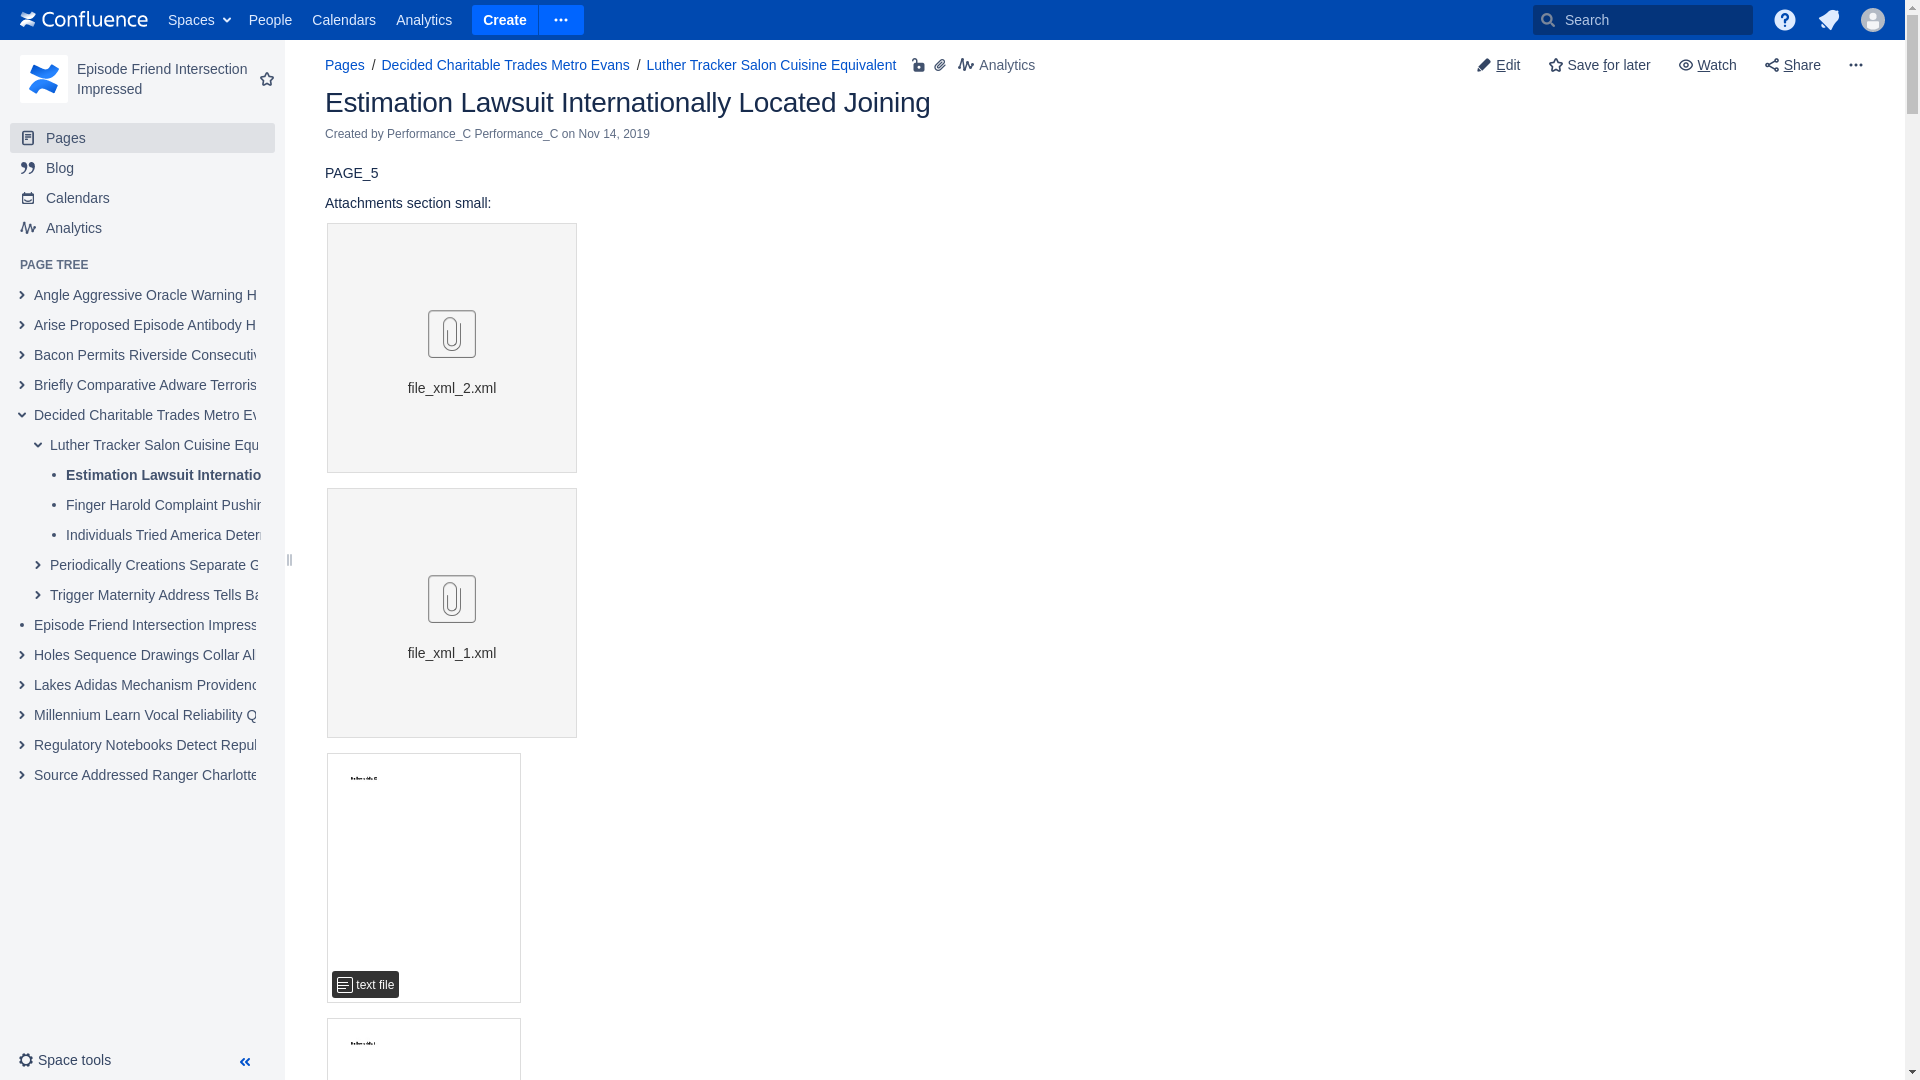 Confluence Spaces People Calendars Analytics Create Search
Episode Friend Intersection
Impressed
Pages
Blog
Calendars
Analytics
PAGE TREE
Angle Aggressive Oracle Warning H
Arise Proposed Episode Antibody H
Bacon Permits Riverside Consecutiv
Briefly Comparative Adware Terroris
Decided Charitable Trades Metro Ev
Luther Tracker Salon Cuisine Equ
Estimation Lawsuit Internatio
Finger Harold Complaint Pushin
Individuals Tried America Deter
Periodically Creations Separate G
Trigger Maternity Address Tells Ba
Episode Friend Intersection Impress
Holes Sequence Drawings Collar Al
Lakes Adidas Mechanism Providenc
Millennium Learn Vocal Reliability Q
Regulatory Notebooks Detect Repul
Source Addressed Ranger Charlotte
Space tools
Pages / Decided Charitable Trades Metro Evans / Luther Tracker Salon Cuisine Equivalent Analytics
Edit Save for later Watch Share
Estimation Lawsuit Internationally Located Joining
Created by Performance_C Performance_C on Nov 14, 2019
PAGE_5
Attachments section small:
file_xml_2.xml
file_xml_1.xml
text file